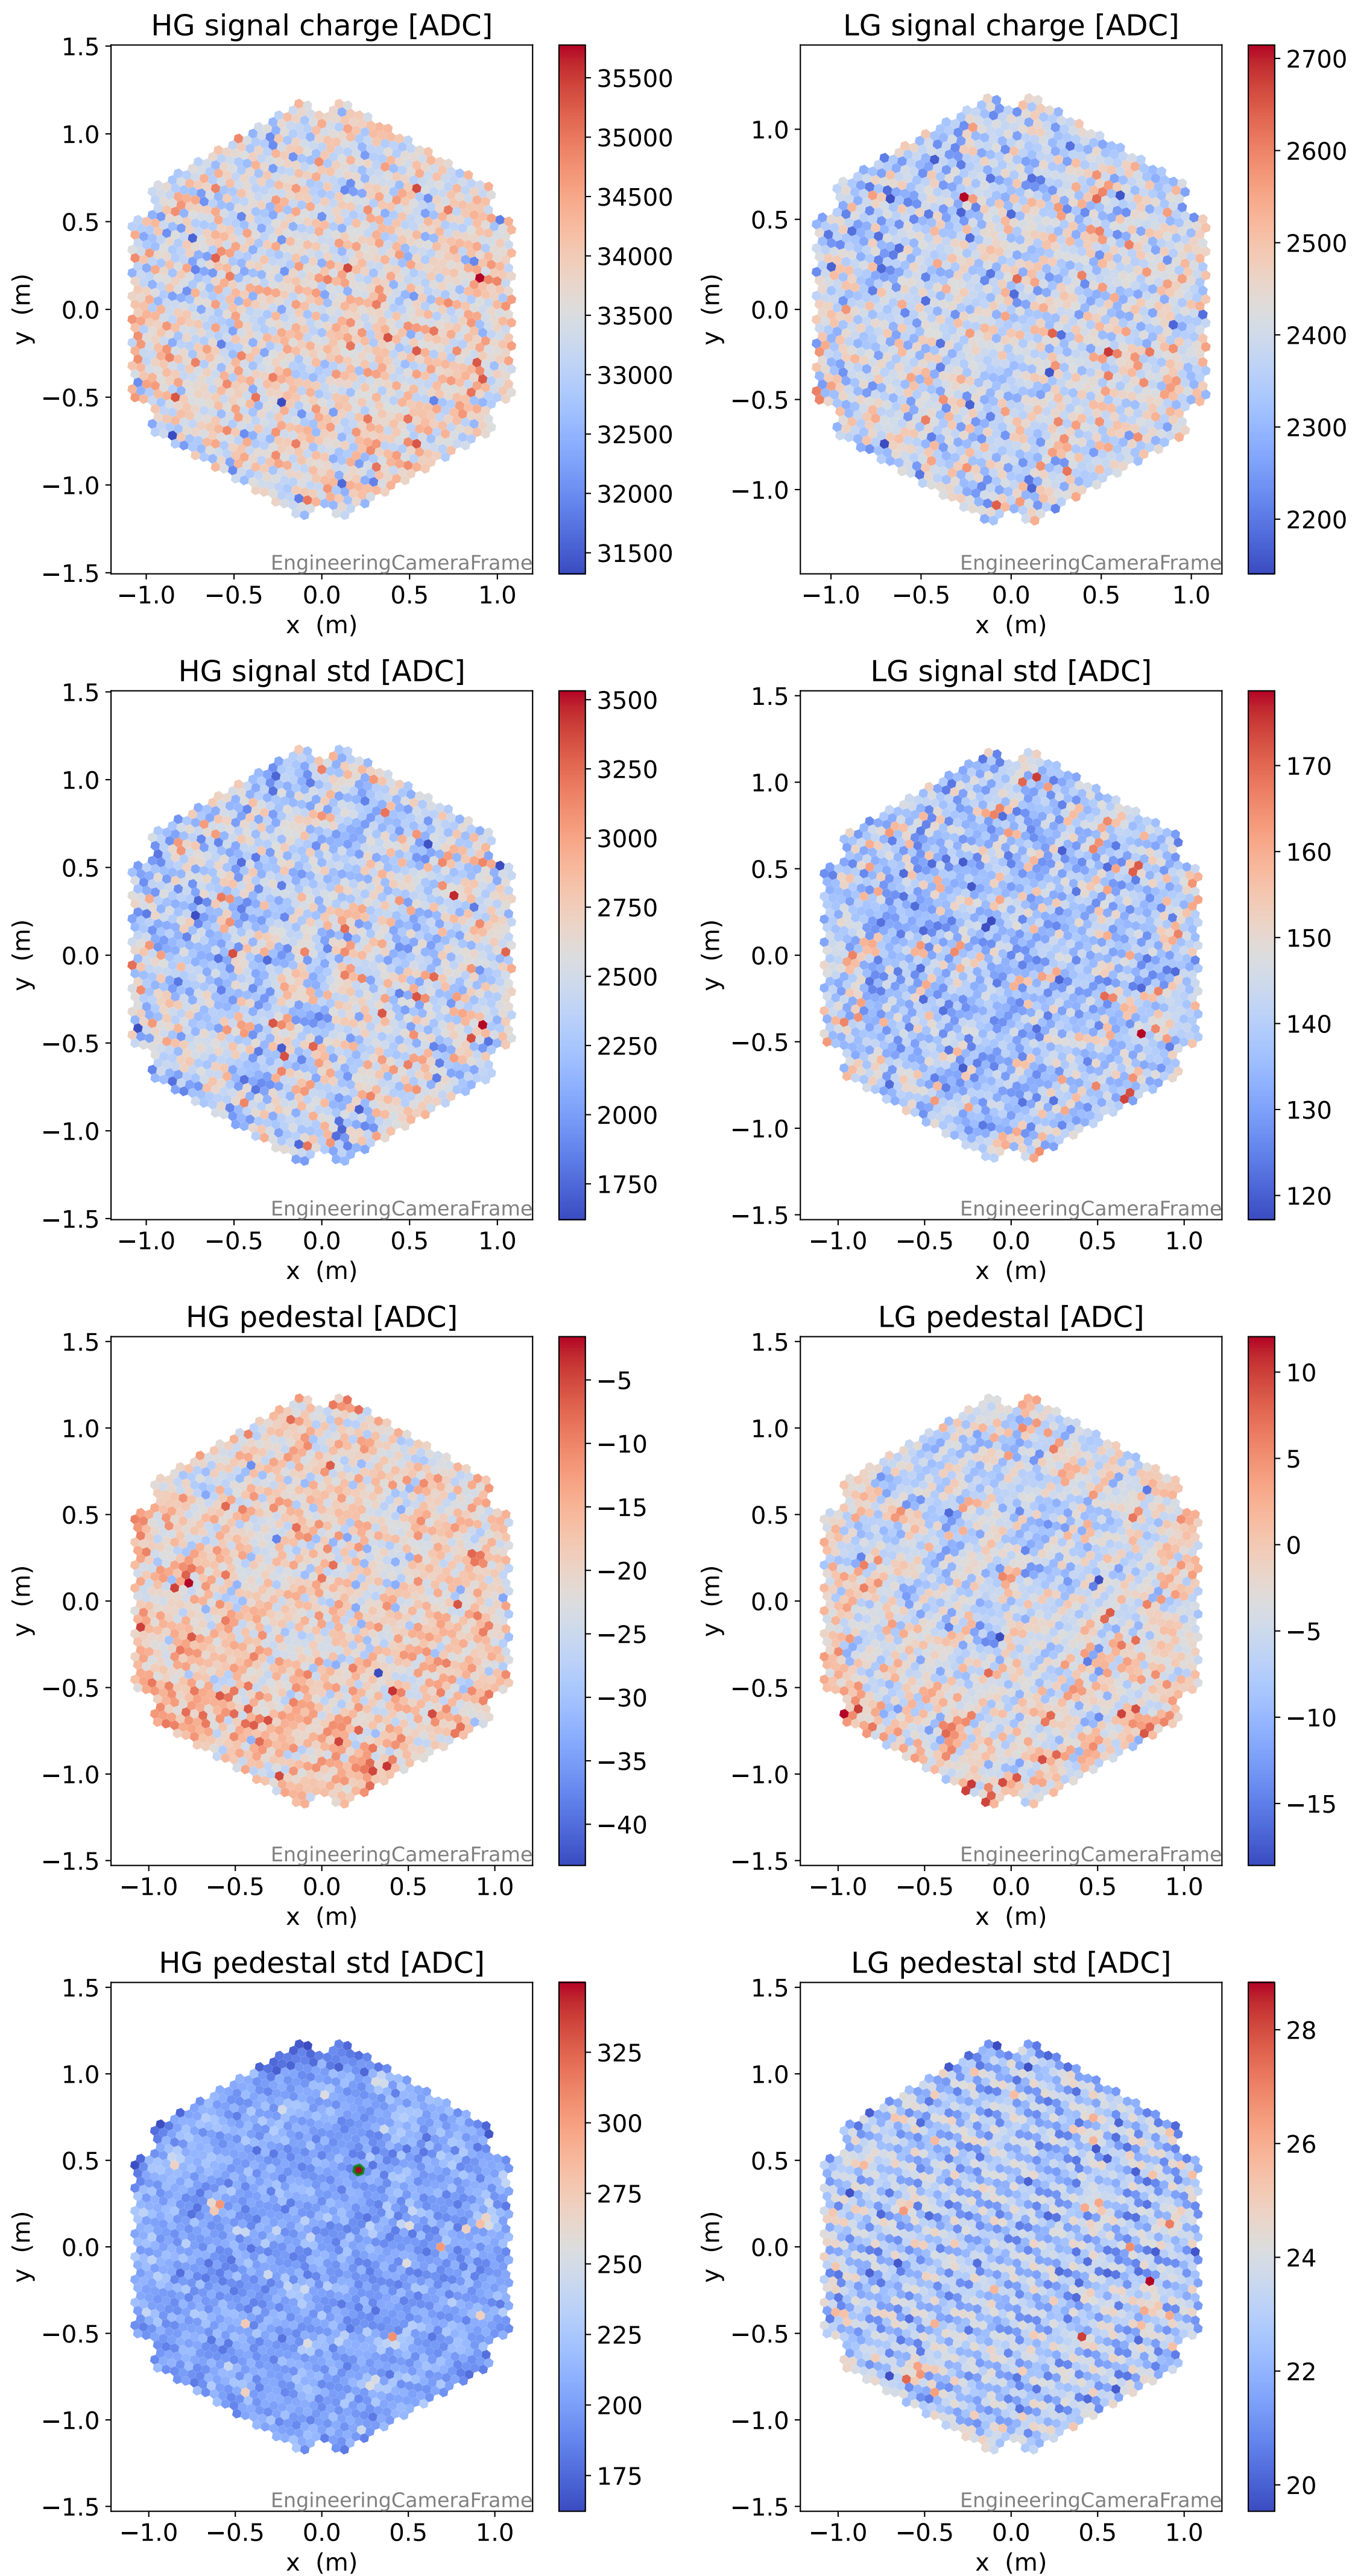 HG signal charge [ADC]
1.5
1.0
0.5
0.0
−0.5
−1.0
−1.5
y (m)
−1.0 −0.5 0.0 0.5 1.0
x (m)
EngineeringCameraFrame
35500
35000
34500
34000
33500
33000
32500
32000
31500
LG signal charge [ADC]
1.0
0.5
0.0
−0.5
−1.0
y (m)
−1.0 −0.5 0.0 0.5 1.0
x (m)
EngineeringCameraFrame
2700
2600
2500
2400
2300
2200
HG signal std [ADC]
1.5
1.0
0.5
0.0
−0.5
−1.0
−1.5
y (m)
−1.0 −0.5 0.0 0.5 1.0
x (m)
EngineeringCameraFrame
3500
3250
3000
2750
2500
2250
2000
1750
LG signal std [ADC]
1.5
1.0
0.5
0.0
−0.5
−1.0
−1.5
y (m)
−1.0 −0.5 0.0 0.5 1.0
x (m)
EngineeringCameraFrame
170
160
150
140
130
120
HG pedestal [ADC]
1.5
1.0
0.5
0.0
−0.5
−1.0
−1.5
y (m)
−1.0 −0.5 0.0 0.5 1.0
x (m)
EngineeringCameraFrame
−5
−10
−15
−20
−25
−30
−35
−40
LG pedestal [ADC]
1.5
1.0
0.5
0.0
−0.5
−1.0
−1.5
y (m)
−1.0 −0.5 0.0 0.5 1.0
x (m)
EngineeringCameraFrame
10
5
0
−5
−10
−15
HG pedestal std [ADC]
1.5
1.0
0.5
0.0
−0.5
−1.0
−1.5
y (m)
−1.0 −0.5 0.0 0.5 1.0
x (m)
EngineeringCameraFrame
325
300
275
250
225
200
175
LG pedestal std [ADC]
1.5
1.0
0.5
0.0
−0.5
−1.0
−1.5
y (m)
−1.0 −0.5 0.0 0.5 1.0
x (m)
EngineeringCameraFrame
28
26
24
22
20